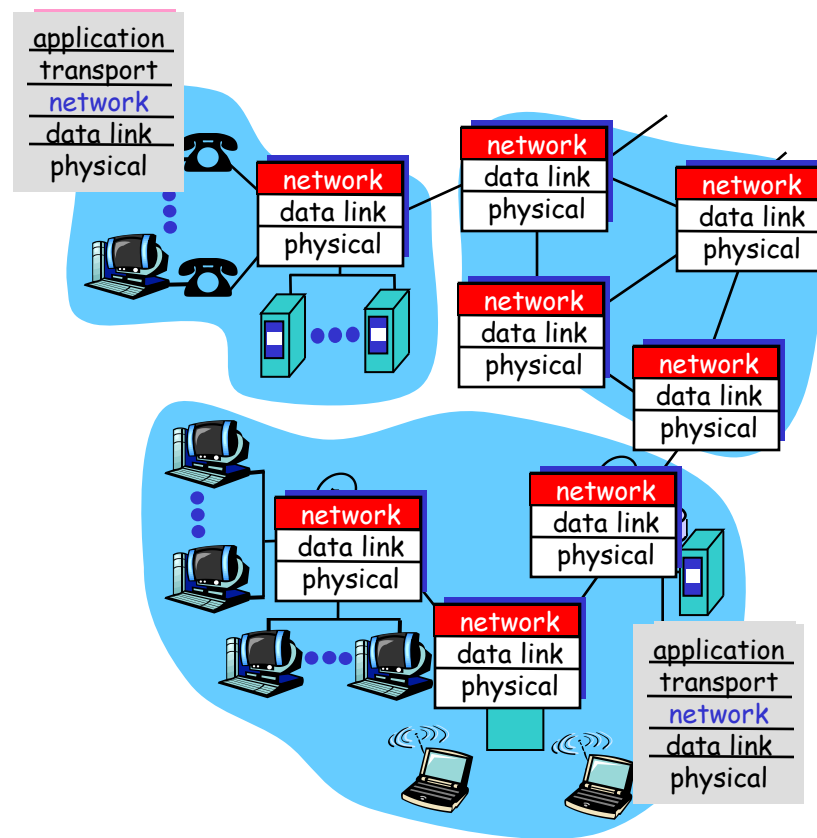 application
transport
network
data link
physical
network
data link
physical
network
data link
physical
network
data link
physical
network
data link
physical
network
data link
physical
network
data link
physical
network
data link
physical
network
data link
physical
application
transport
network
data link
physical